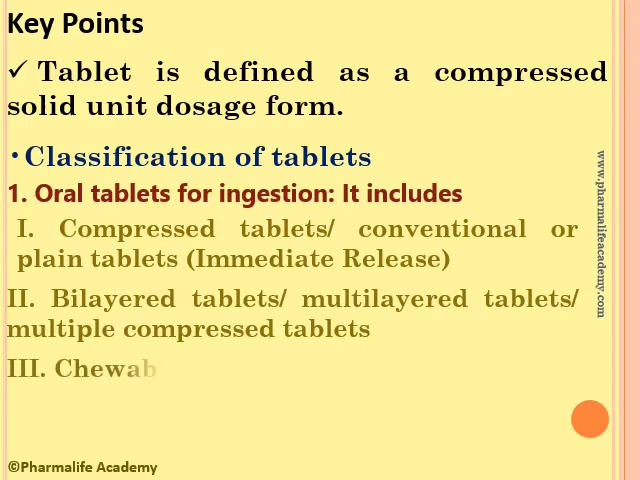 Key Points
✓ Tablet is defined as a compressed
solid unit dosage form.
• Classification of tablets
1. Oral tablets for ingestion: It includes
I. Compressed tablets/ conventional or
plain tablets (Immediate Release)
II. Bilayered tablets/ multilayered tablets/
multiple compressed tablets
III. Chewab
www.pharmalifeacademy.com
©Pharmalife Academy